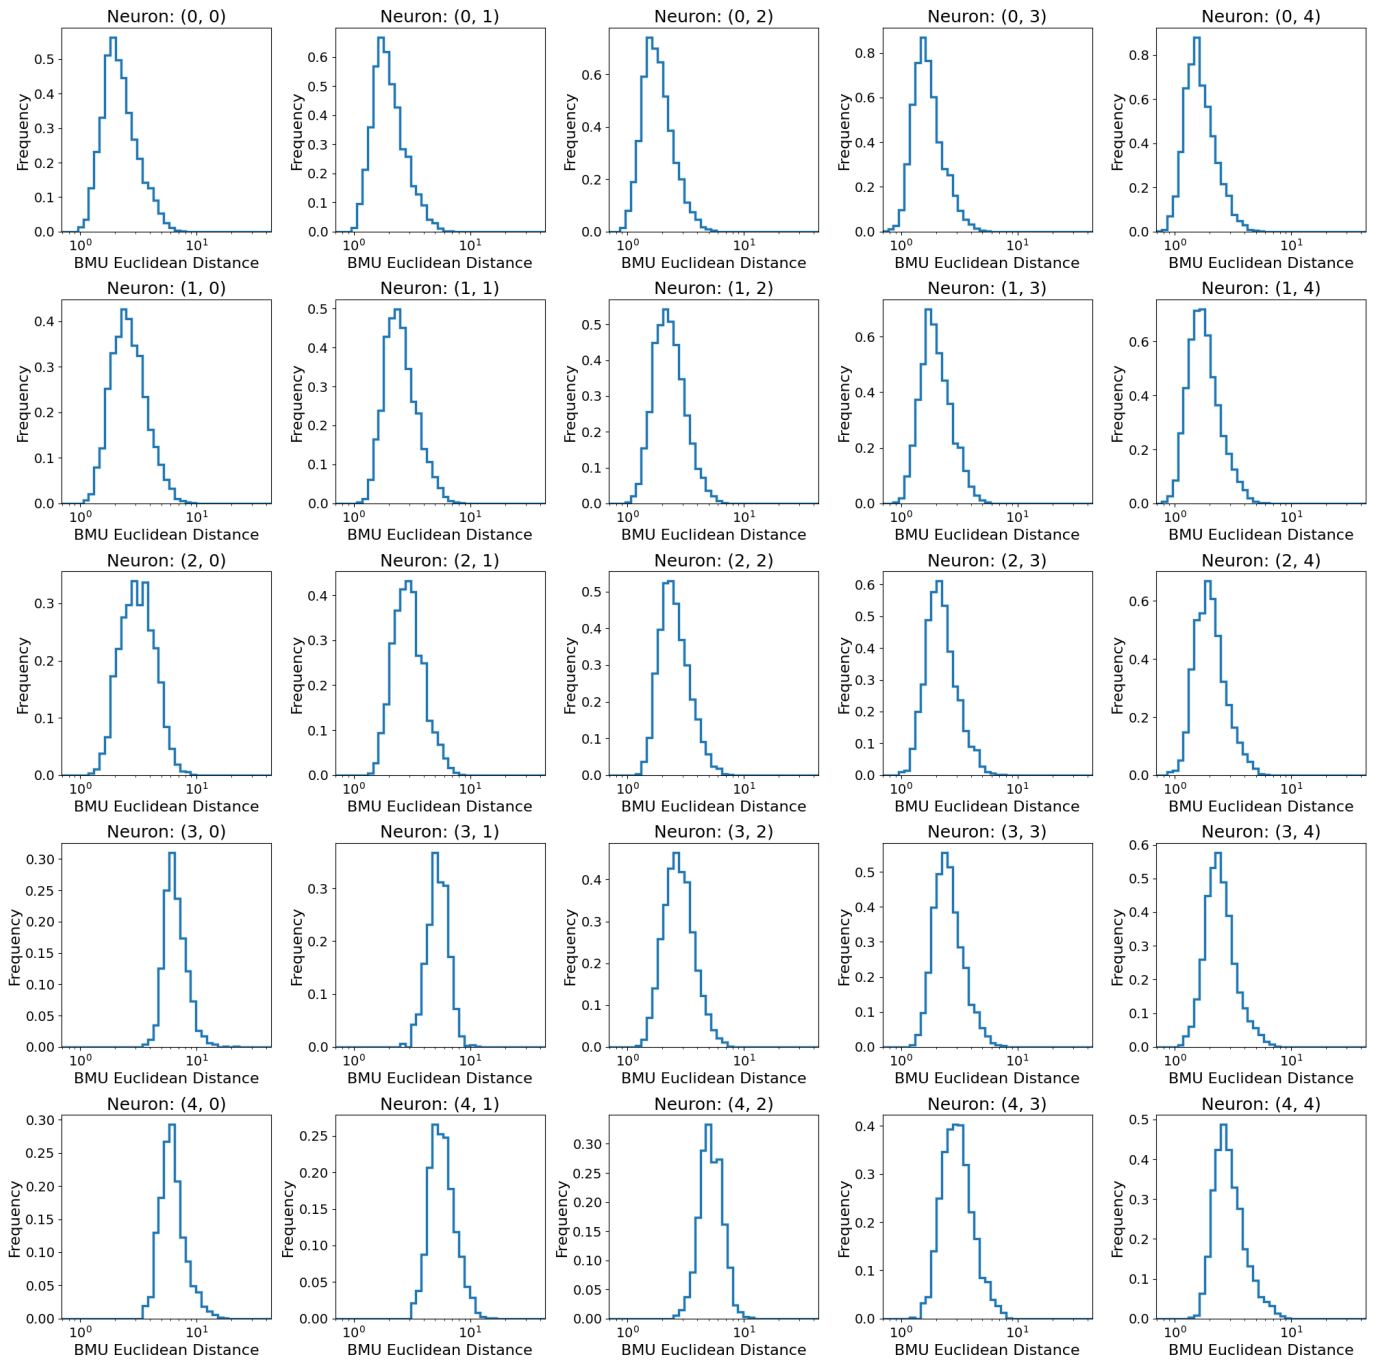 Neuron: (0, 0) Neuron: (0, 1) Neuron: (0, 2) Neuron: (0, 3) Neuron: (0, 4)
Frequency Frequency Frequency Frequency Frequency
0.5 0.4 0.3 0.2 0.1 0.0
0.6 0.5 0.4 0.3 0.2 0.1 0.0
0.6 0.4 0.2 0.0
0.8 0.6 0.4 0.2 0.0
0.8 0.6 0.4 0.2 0.0
10⁰ 10¹ 10⁰ 10¹ 10⁰ 10¹ 10⁰ 10¹ 10⁰ 10¹
BMU Euclidean Distance BMU Euclidean Distance BMU Euclidean Distance BMU Euclidean Distance BMU Euclidean Distance
Neuron: (1, 0) Neuron: (1, 1) Neuron: (1, 2) Neuron: (1, 3) Neuron: (1, 4)
Frequency Frequency Frequency Frequency Frequency
0.4 0.3 0.2 0.1 0.0
0.5 0.4 0.3 0.2 0.1 0.0
0.5 0.4 0.3 0.2 0.1 0.0
0.6 0.4 0.2 0.0
0.6 0.4 0.2 0.0
10⁰ 10¹ 10⁰ 10¹ 10⁰ 10¹ 10⁰ 10¹ 10⁰ 10¹
BMU Euclidean Distance BMU Euclidean Distance BMU Euclidean Distance BMU Euclidean Distance BMU Euclidean Distance
Neuron: (2, 0) Neuron: (2, 1) Neuron: (2, 2) Neuron: (2, 3) Neuron: (2, 4)
Frequency Frequency Frequency Frequency Frequency
0.3 0.2 0.1 0.0
0.4 0.3 0.2 0.1 0.0
0.5 0.4 0.3 0.2 0.1 0.0
0.6 0.5 0.4 0.3 0.2 0.1 0.0
0.6 0.4 0.2 0.0
10⁰ 10¹ 10⁰ 10¹ 10⁰ 10¹ 10⁰ 10¹ 10⁰ 10¹
BMU Euclidean Distance BMU Euclidean Distance BMU Euclidean Distance BMU Euclidean Distance BMU Euclidean Distance
Neuron: (3, 0) Neuron: (3, 1) Neuron: (3, 2) Neuron: (3, 3) Neuron: (3, 4)
Frequency Frequency Frequency Frequency Frequency
0.30 0.25 0.20 0.15 0.10 0.05 0.00
0.3 0.2 0.1 0.0
0.4 0.3 0.2 0.1 0.0
0.5 0.4 0.3 0.2 0.1 0.0
0.6 0.5 0.4 0.3 0.2 0.1 0.0
10⁰ 10¹ 10⁰ 10¹ 10⁰ 10¹ 10⁰ 10¹ 10⁰ 10¹
BMU Euclidean Distance BMU Euclidean Distance BMU Euclidean Distance BMU Euclidean Distance BMU Euclidean Distance
Neuron: (4, 0) Neuron: (4, 1) Neuron: (4, 2) Neuron: (4, 3) Neuron: (4, 4)
Frequency Frequency Frequency Frequency Frequency
0.30 0.25 0.20 0.15 0.10 0.05 0.00
0.25 0.20 0.15 0.10 0.05 0.00
0.30 0.25 0.20 0.15 0.10 0.05 0.00
0.4 0.3 0.2 0.1 0.0
0.5 0.4 0.3 0.2 0.1 0.0
10⁰ 10¹ 10⁰ 10¹ 10⁰ 10¹ 10⁰ 10¹ 10⁰ 10¹
BMU Euclidean Distance BMU Euclidean Distance BMU Euclidean Distance BMU Euclidean Distance BMU Euclidean Distance